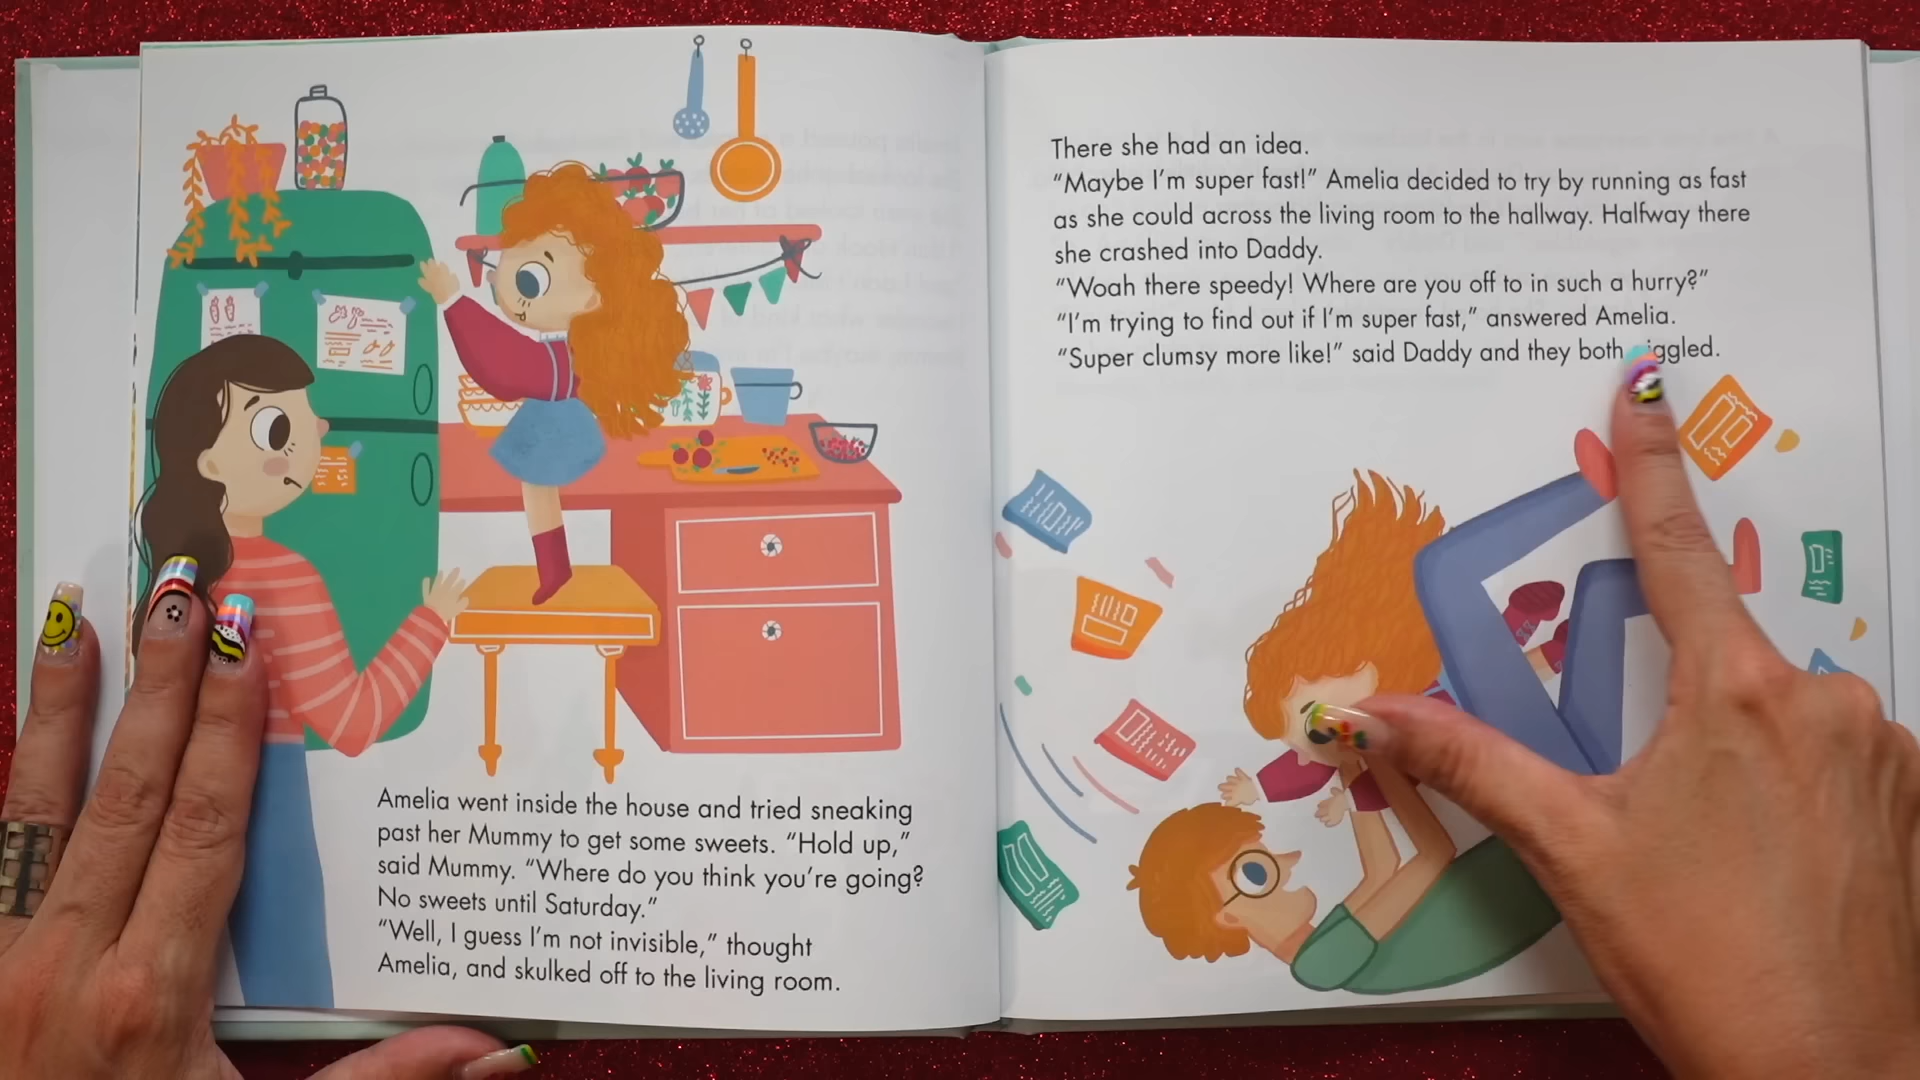 Amelia went inside the house and tried sneaking
past her Mummy to get some sweets. “Hold up,”
said Mummy. “Where do you think you’re going?
No sweets until Saturday.”
“Well, I guess I’m not invisible,” thought
Amelia, and skulked off to the living room.
There she had an idea.
“Maybe I’m super fast!” Amelia decided to try by running as fast
as she could across the living room to the hallway. Halfway there
she crashed into Daddy.
“Woah there speedy! Where are you off to in such a hurry?”
“I’m trying to find out if I’m super fast,” answered Amelia.
“Super clumsy more like!” said Daddy and they both